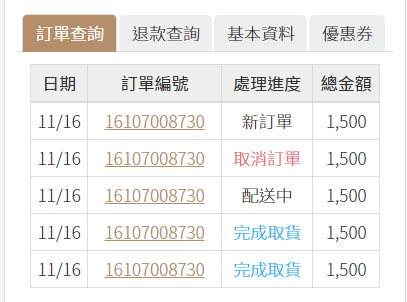 訂單查詢 退款查詢 基本資料 優惠券
日期 訂單編號 處理進度 總金額
11/16 16107008730 新訂單 1,500
11/16 16107008730 取消訂單 1,500
11/16 16107008730 配送中 1,500
11/16 16107008730 完成取貨 1,500
11/16 16107008730 完成取貨 1,500